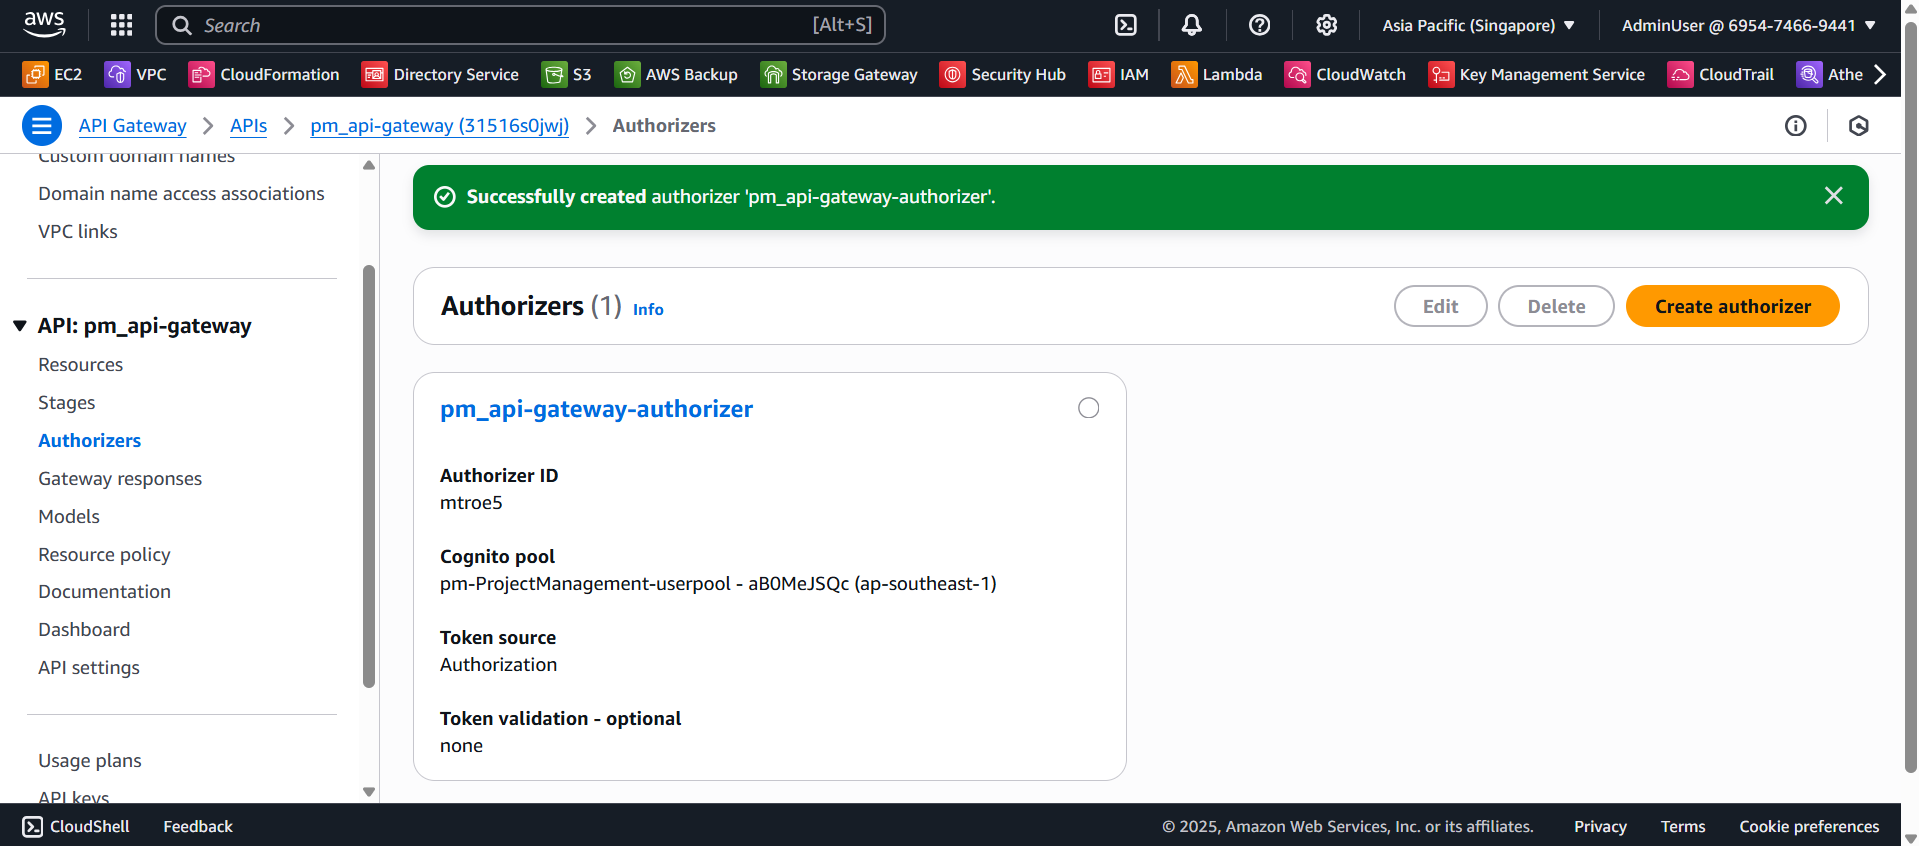 aws
Search [Alt+S]
Asia Pacific (Singapore)
AdminUser @ 6954-7466-9441
EC2 VPC CloudFormation Directory Service S3 AWS Backup Storage Gateway Security Hub IAM Lambda CloudWatch Key Management Service CloudTrail Athe
API Gateway APIs pm_api-gateway (31516s0jwj) Authorizers
Custom domain names
Domain name access associations
VPC links
API: pm_api-gateway
Resources
Stages
Authorizers
Gateway responses
Models
Resource policy
Documentation
Dashboard
API settings
Usage plans
API keys
Successfully created authorizer 'pm_api-gateway-authorizer'.
Authorizers (1) Info
Edit Delete Create authorizer
pm_api-gateway-authorizer
Authorizer ID
mtroe5
Cognito pool
pm-ProjectManagement-userpool - aB0MeJSQc (ap-southeast-1)
Token source
Authorization
Token validation - optional
none
CloudShell Feedback
© 2025, Amazon Web Services, Inc. or its affiliates. Privacy Terms Cookie preferences